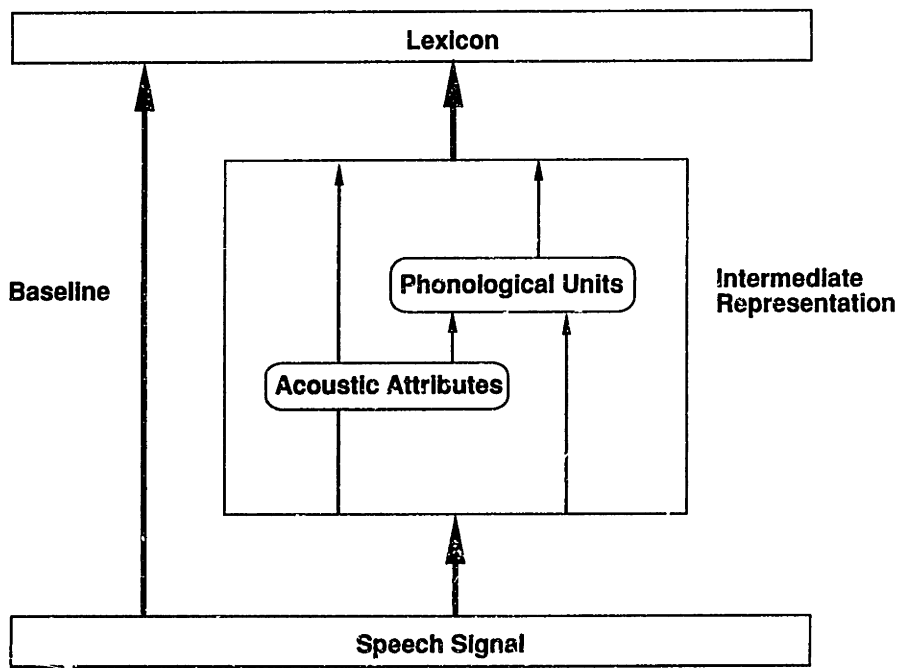 Lexicon
Baseline
Phonological Units
Intermediate
Representation
Acoustic Attributes
Speech Signal